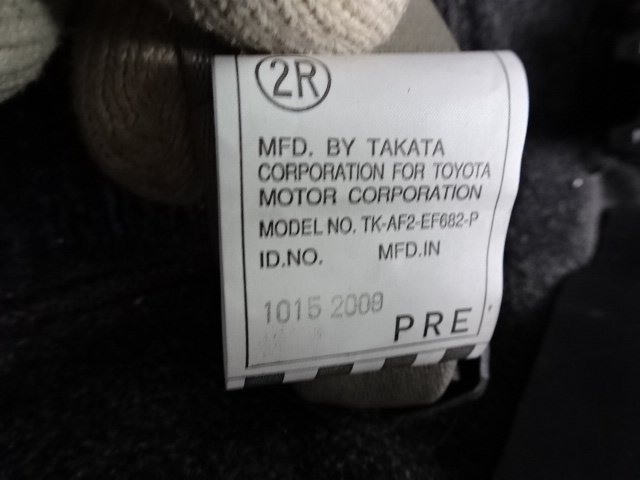 2R
MFD. BY TAKATA
CORPORATION FOR TOYOTA
MOTOR CORPORATION
MODEL NO. TK-AF2-EF682-P
ID.NO. MFD.IN
1015 2009
PRE